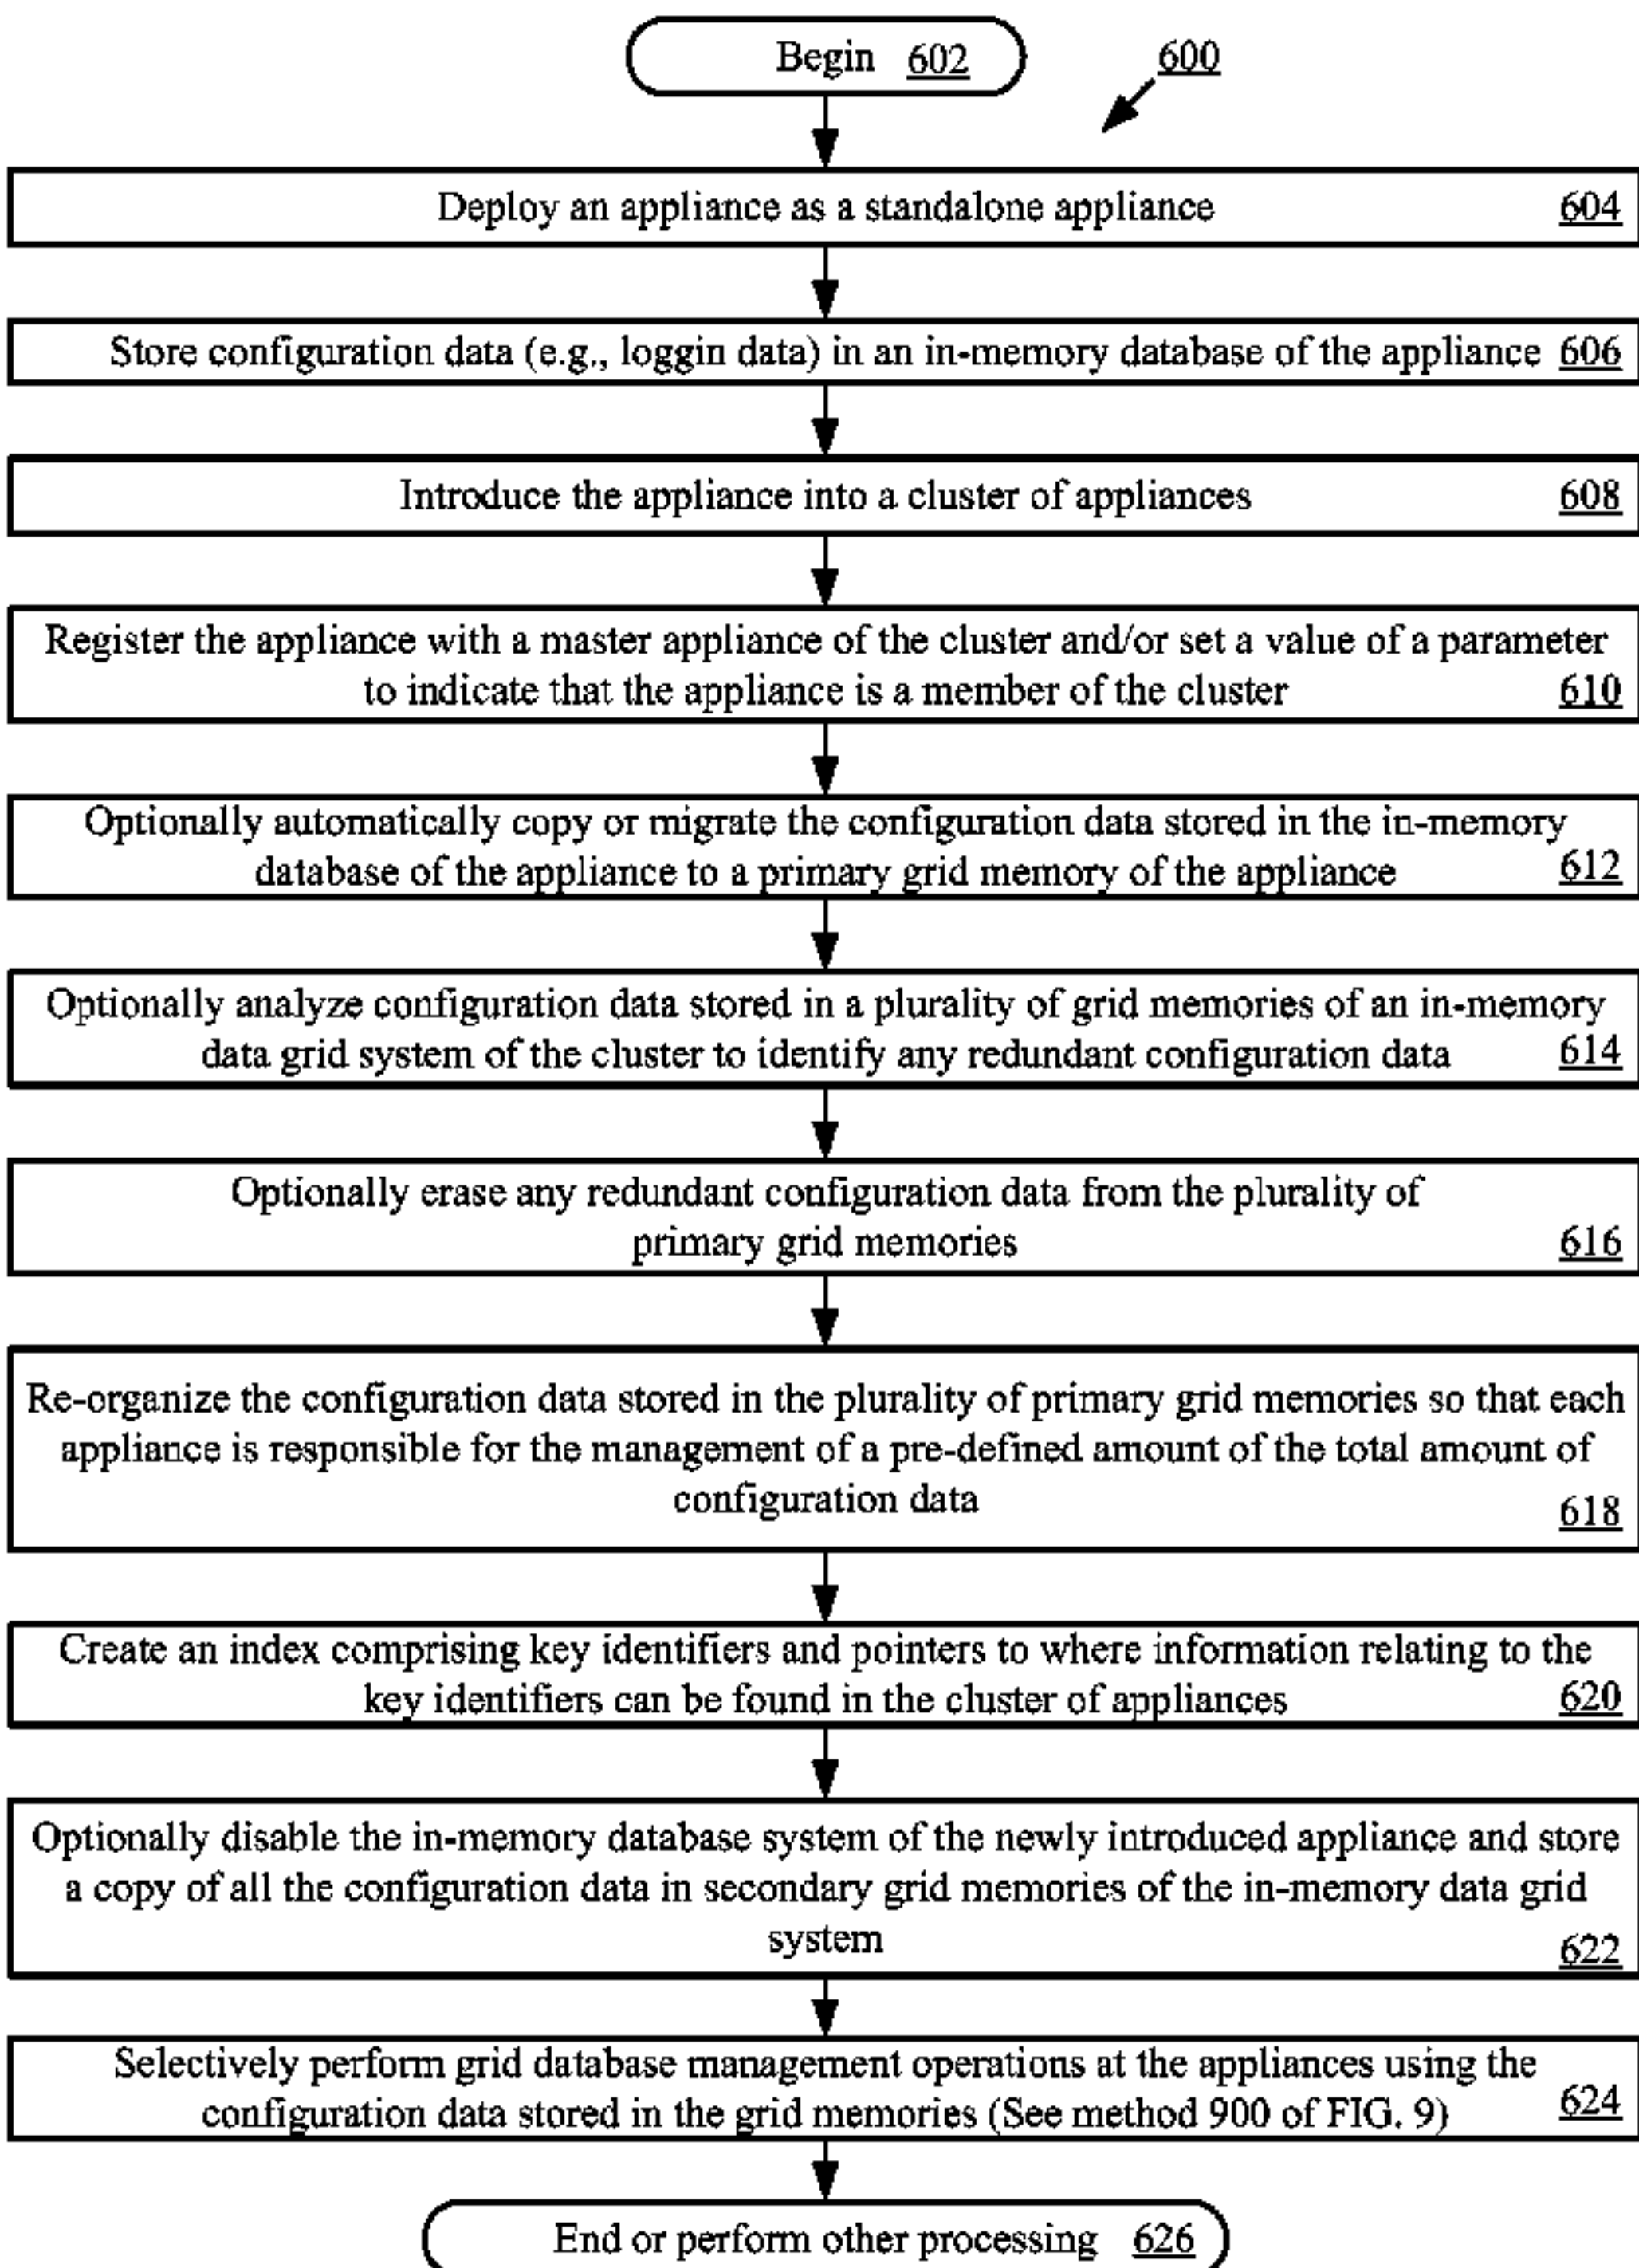 Begin 602
600
Deploy an appliance as a standalone appliance 604
Store configuration data (e.g., loggin data) in an in-memory database of the appliance 606
Introduce the appliance into a cluster of appliances 608
Register the appliance with a master appliance of the cluster and/or set a value of a parameter
to indicate that the appliance is a member of the cluster 610
Optionally automatically copy or migrate the configuration data stored in the in-memory
database of the appliance to a primary grid memory of the appliance 612
Optionally analyze configuration data stored in a plurality of grid memories of an in-memory
data grid system of the cluster to identify any redundant configuration data 614
Optionally erase any redundant configuration data from the plurality of
primary grid memories 616
Re-organize the configuration data stored in the plurality of primary grid memories so that each
appliance is responsible for the management of a pre-defined amount of the total amount of
configuration data 618
Create an index comprising key identifiers and pointers to where information relating to the
key identifiers can be found in the cluster of appliances 620
Optionally disable the in-memory database system of the newly introduced appliance and store
a copy of all the configuration data in secondary grid memories of the in-memory data grid
system 622
Selectively perform grid database management operations at the appliances using the
configuration data stored in the grid memories (See method 900 of FIG. 9) 624
End or perform other processing 626